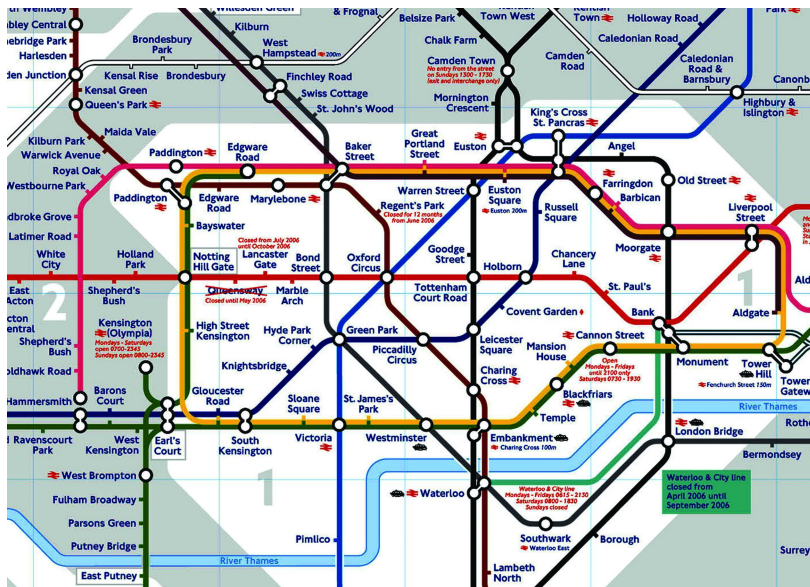 Wembley
Willesden Green
& Frognal
Kilburn
Belsize Park
Town West
Kentish
Town
Holloway Road
Park
Wembley Central
Stonebridge Park
Harlesden
Willesden Junction
Kensal Green
Queen's Park
Brondesbury
Park
Kensal Rise
Brondesbury
West
Hampstead
200m
Finchley Road
Swiss Cottage
St. John's Wood
Chalk Farm
Camden Town
No entry from the street
on Sundays 1300 - 1730
(exit and interchange only)
Mornington
Crescent
Camden
Road
Caledonian Road
Caledonian
Road &
Barnsbury
Canonb
Highbury &
Islington
Kilburn Park
Maida Vale
Warwick Avenue
Royal Oak
Westbourne Park
Ladbroke Grove
Latimer Road
White
City
Paddington
Paddington
Edgware
Road
Edgware
Road
Marylebone
Baker
Street
Great
Portland
Street
Euston
King's Cross
St. Pancras
Angel
Old Street
Farringdon
Barbican
Liverpool
Street
Moorgate
Warren Street
Euston
Square
Euston 200m
Russell
Square
Regent's Park
Closed for 12 months
from June 2006
Bayswater
Closed from July 2006
until October 2006
Holland
Park
Notting
Hill Gate
Lancaster
Gate
Bond
Street
Oxford
Circus
Goodge
Street
Holborn
Chancery
Lane
East
Acton
Shepherd's
Bush
Queensway
Closed until May 2006
Marble
Arch
Tottenham
Court Road
St. Paul's
Bank
1
Aldgate
2
Acton
Central
Shepherd's
Bush
Goldhawk Road
Hammersmith
Kensington
(Olympia)
Mondays - Saturdays
open 0700-2345
Sundays open 0800-2345
High Street
Kensington
Hyde Park
Corner
Knightsbridge
Green Park
Piccadilly
Circus
Leicester
Square
Covent Garden
Charing
Cross
Mansion
House
Cannon Street
Open
Mondays - Fridays
until 2100 only
Saturdays 0730 - 1930
Monument
Tower
Hill
Fenchurch Street 150m
Tower
Gateway
Barons
Court
Gloucester
Road
Sloane
Square
St. James's
Park
Blackfriars
Temple
River Thames
Ravenscourt
Park
West
Kensington
Earl's
Court
South
Kensington
Victoria
Westminster
Embankment
Charing Cross 100m
London Bridge
Bermondsey
1
West Brompton
Fulham Broadway
Parsons Green
Putney Bridge
East Putney
River Thames
Pimlico
Waterloo
Waterloo & City line
Mondays - Fridays 0615 - 2130
Saturdays 0800 - 1830
Sundays closed
Waterloo & City line
closed from
April 2006 until
September 2006
Southwark
Waterloo East
Borough
Lambeth
North
Surrey